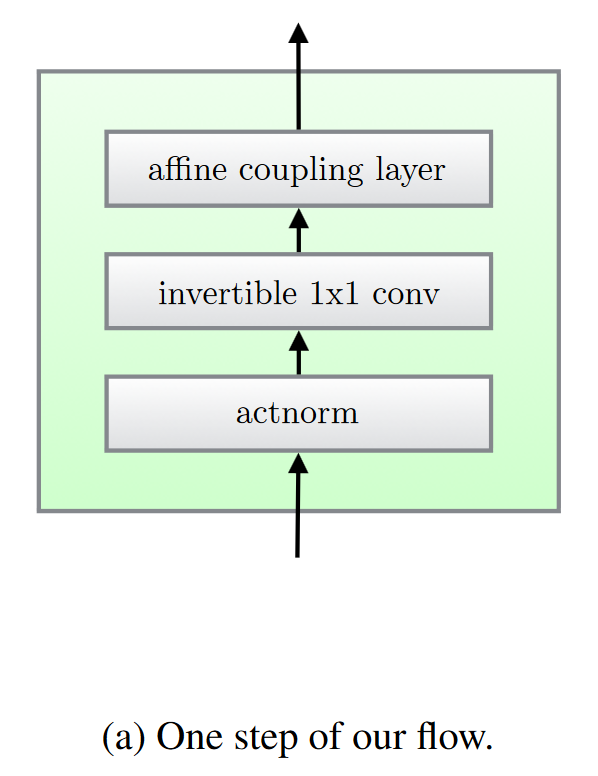 affine coupling layer
invertible 1x1 conv
actnorm
(a) One step of our flow.